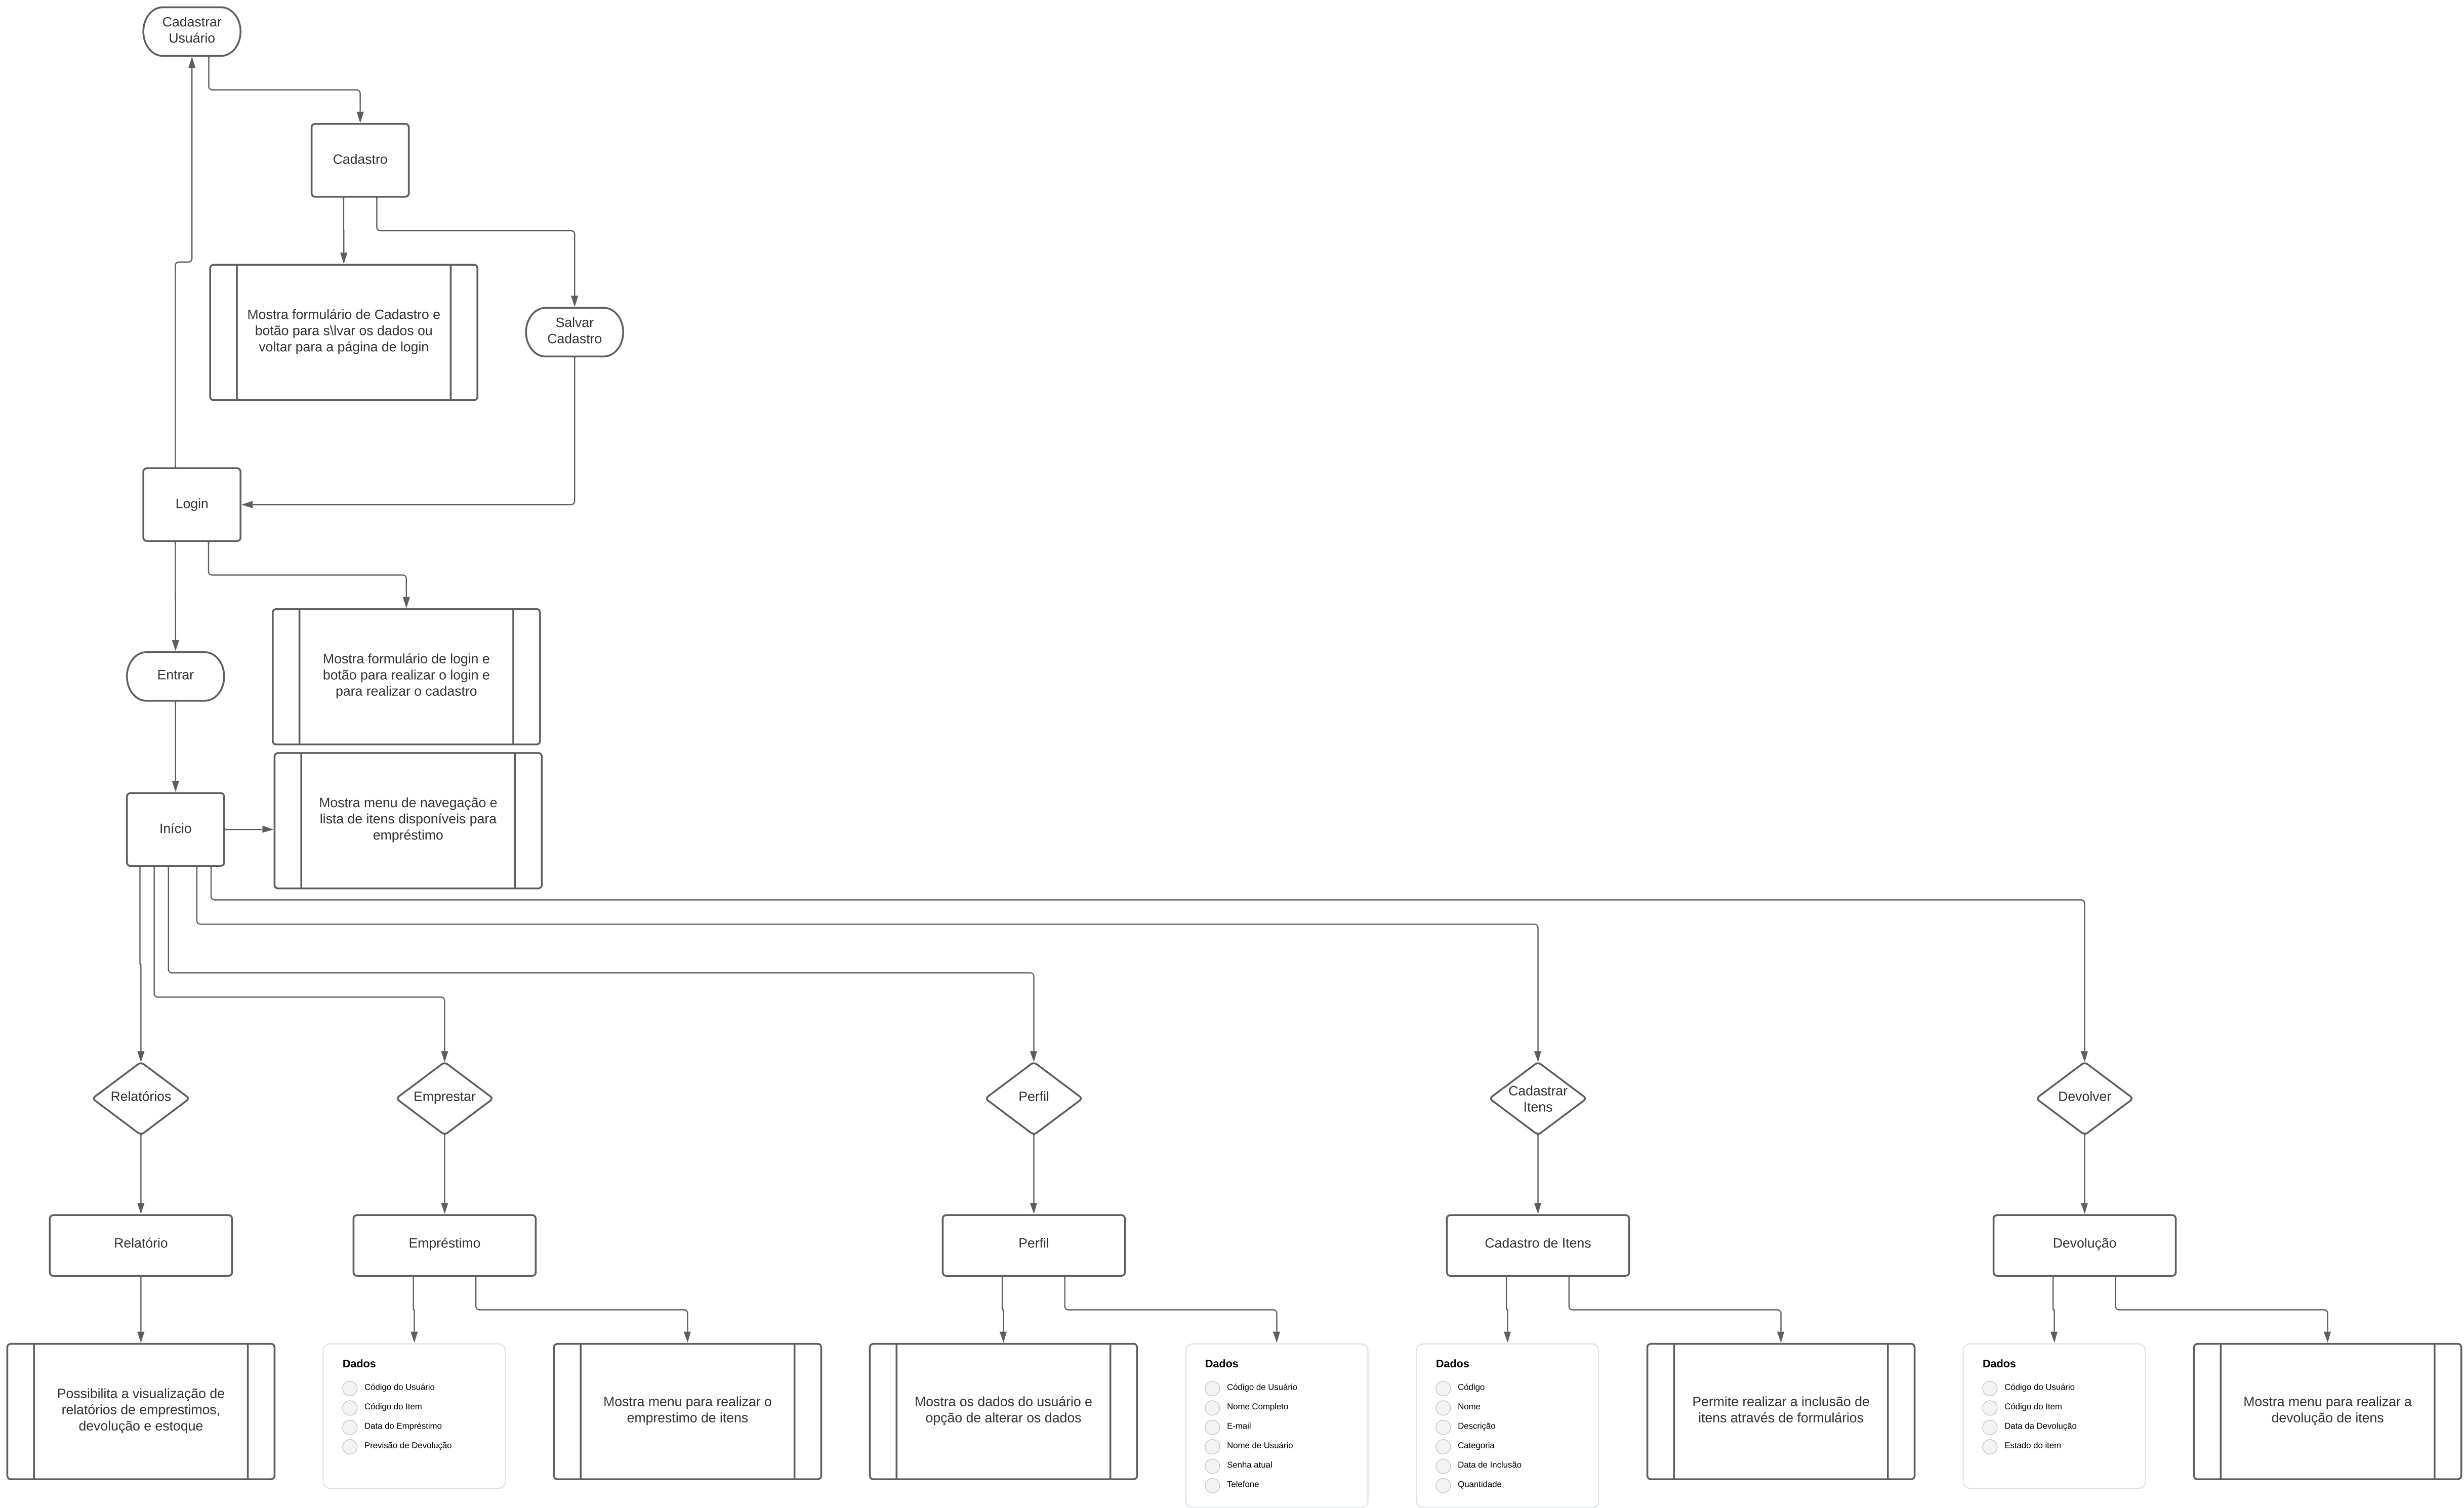 Cadastrar
Usuário
Cadastro
Mostra formulário de Cadastro e
botão para s\lvar os dados ou
voltar para a página de login
Salvar
Cadastro
Login
Entrar
Mostra formulário de login e
botão para realizar o login e
para realizar o cadastro
Início
Mostra menu de navegação e
lista de itens disponíveis para
empréstimo
Relatórios
Emprestar
Perfil
Cadastrar
Itens
Devolver
Relatório
Empréstimo
Perfil
Cadastro de Itens
Devolução
Possibilita a visualização de
relatórios de emprestimos,
devolução e estoque
Dados
Código do Usuário
Código do Item
Data do Empréstimo
Previsão de Devolução
Mostra menu para realizar o
emprestimo de itens
Mostra os dados do usuário e
opção de alterar os dados
Dados
Código de Usuário
Nome Completo
E-mail
Nome de Usuário
Senha atual
Telefone
Dados
Código
Nome
Descrição
Categoria
Data de Inclusão
Quantidade
Permite realizar a inclusão de
itens através de formulários
Dados
Código do Usuário
Código do Item
Data da Devolução
Estado do item
Mostra menu para realizar a
devolução de itens